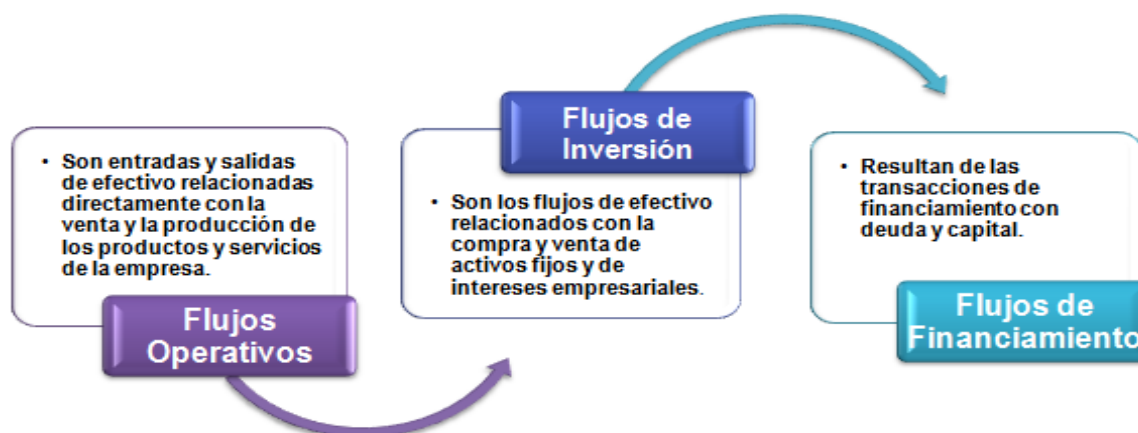 • Son entradas y salidas
de efectivo relacionadas
directamente con la
venta y la producción de
los productos y servicios
de la empresa.
Flujos
Operativos
Flujos de
Inversión
• Son los flujos de efectivo
relacionados con la
compra y venta de
activos fijos y de
intereses empresariales.
• Resultan de las
transacciones de
financiamiento con
deuda y capital.
Flujos de
Financiamiento